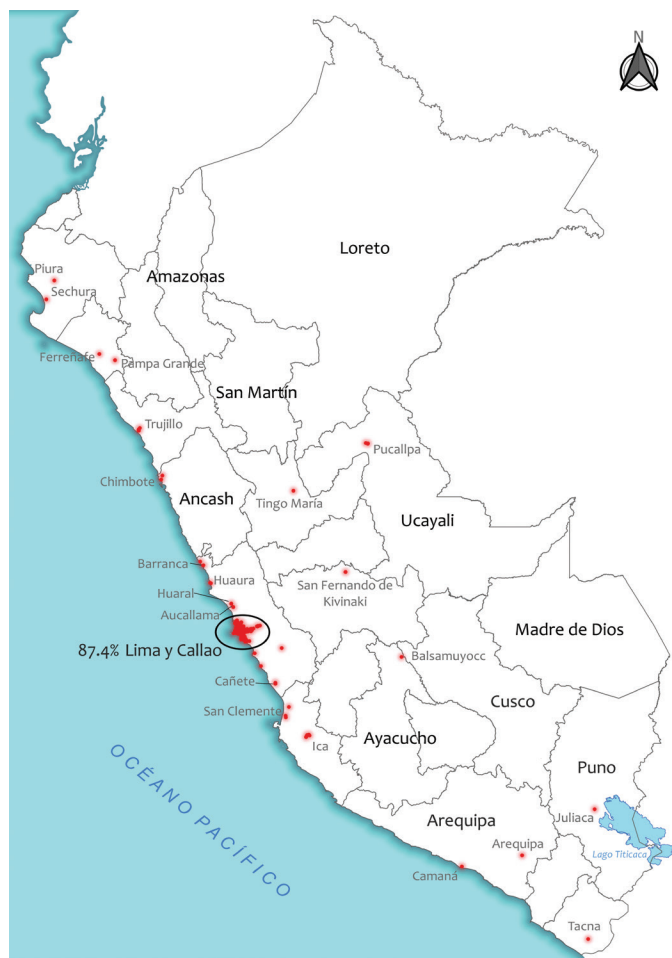 N
Loreto
Piura
Amazonas
Sechura
Ferreñafe
Pampa Grande
San Martín
Trujillo
Pucallpa
Chimbote
Ancash
Tingo María
Ucayali
Barranca
Huaura
San Fernando de
Kivinaki
Huaral
Aucallama
Madre de Dios
87.4% Lima y Callao
Balsamuyocc
Cañete
Cusco
San Clemente
Ayacucho
Ica
Puno
OCÉANO PACÍFICO
Arequipa
Juliaca
Arequipa
Lago Titicaca
Camaná
Tacna